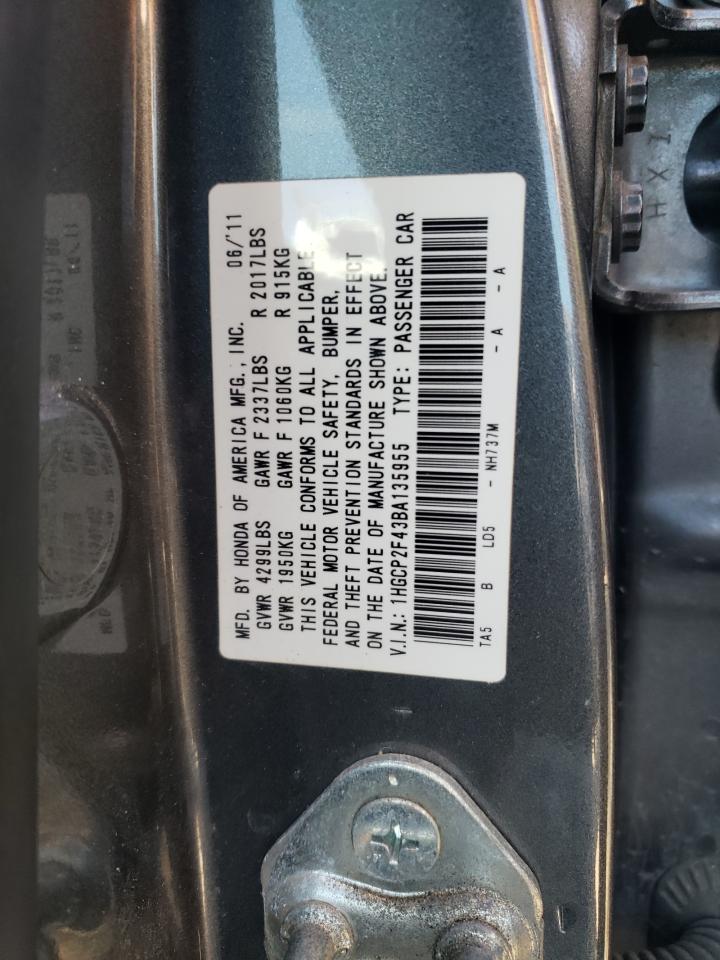 MFD. BY HONDA OF AMERICA MFG., INC. 06/'11
GVWR 4299LBS GAWR F 2337LBS R 2017LBS
GVWR 1950KG GAWR F 1060KG R 915KG
THIS VEHICLE CONFORMS TO ALL APPLICABLE
FEDERAL MOTOR VEHICLE SAFETY, BUMPER,
AND THEFT PREVENTION STANDARDS IN EFFECT
ON THE DATE OF MANUFACTURE SHOWN ABOVE.
V.I.N.: 1HGCP2F43BA135955 TYPE: PASSENGER CAR
TA5 B LD5 - NH737M - A - A
HXI